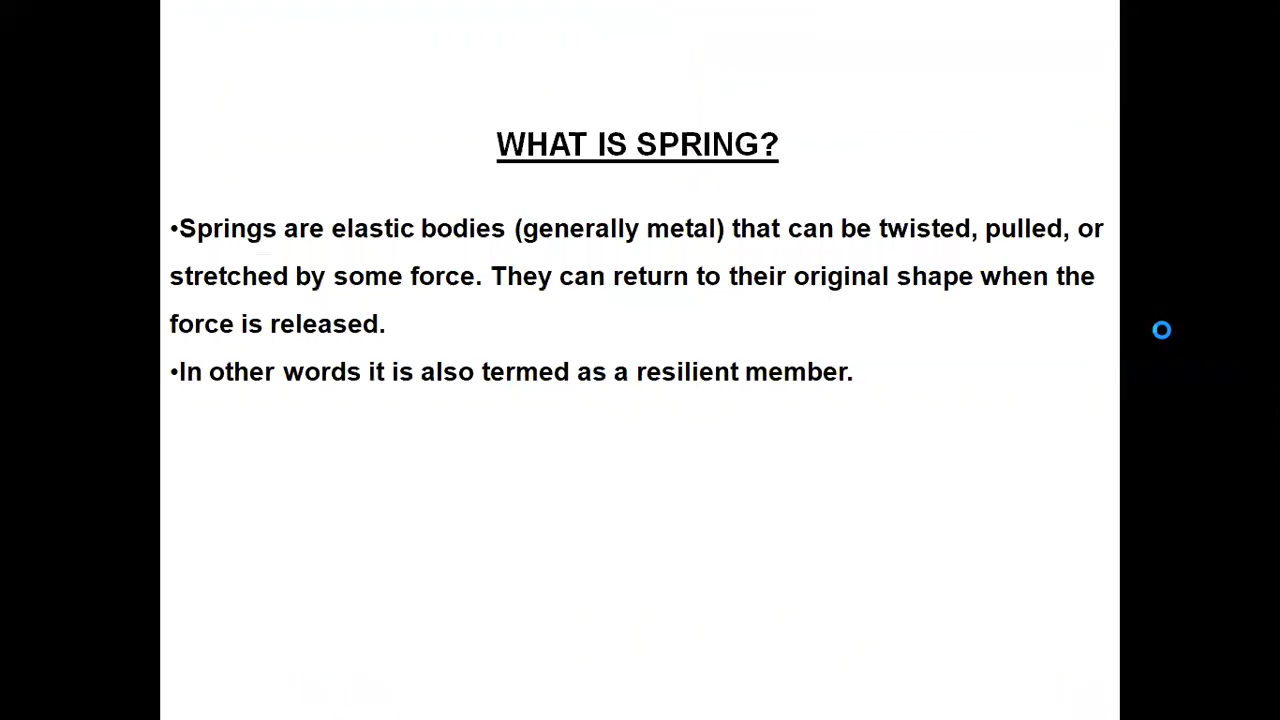 WHAT IS SPRING?
•Springs are elastic bodies (generally metal) that can be twisted, pulled, or
stretched by some force. They can return to their original shape when the
force is released.
•In other words it is also termed as a resilient member.